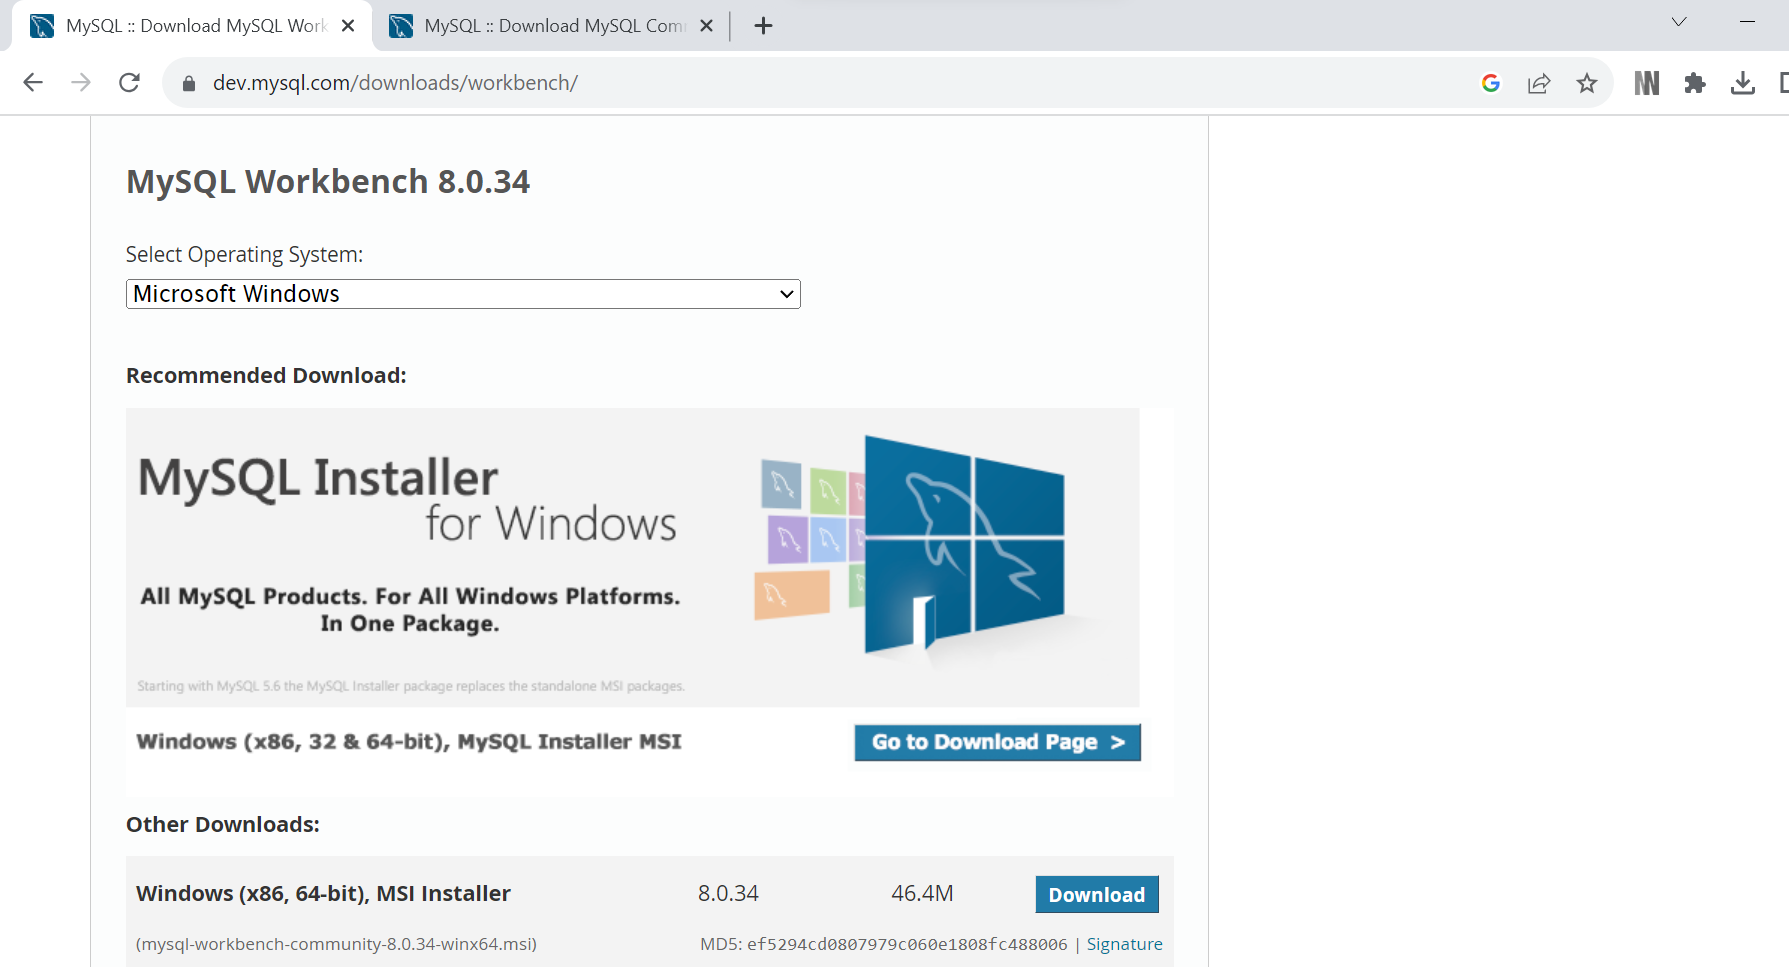 MySQL :: Download MySQL Work
MySQL :: Download MySQL Com
dev.mysql.com/downloads/workbench/
MySQL Workbench 8.0.34
Select Operating System:
Microsoft Windows
Recommended Download:
MySQL Installer
for Windows
All MySQL Products. For All Windows Platforms.
In One Package.
Starting with MySQL 5.6 the MySQL Installer package replaces the standalone MSI packages.
Windows (x86, 32 & 64-bit), MySQL Installer MSI
Go to Download Page >
Other Downloads:
Windows (x86, 64-bit), MSI Installer 8.0.34 46.4M Download
(mysql-workbench-community-8.0.34-winx64.msi) MD5: ef5294cd0807979c060e1808fc488006 | Signature